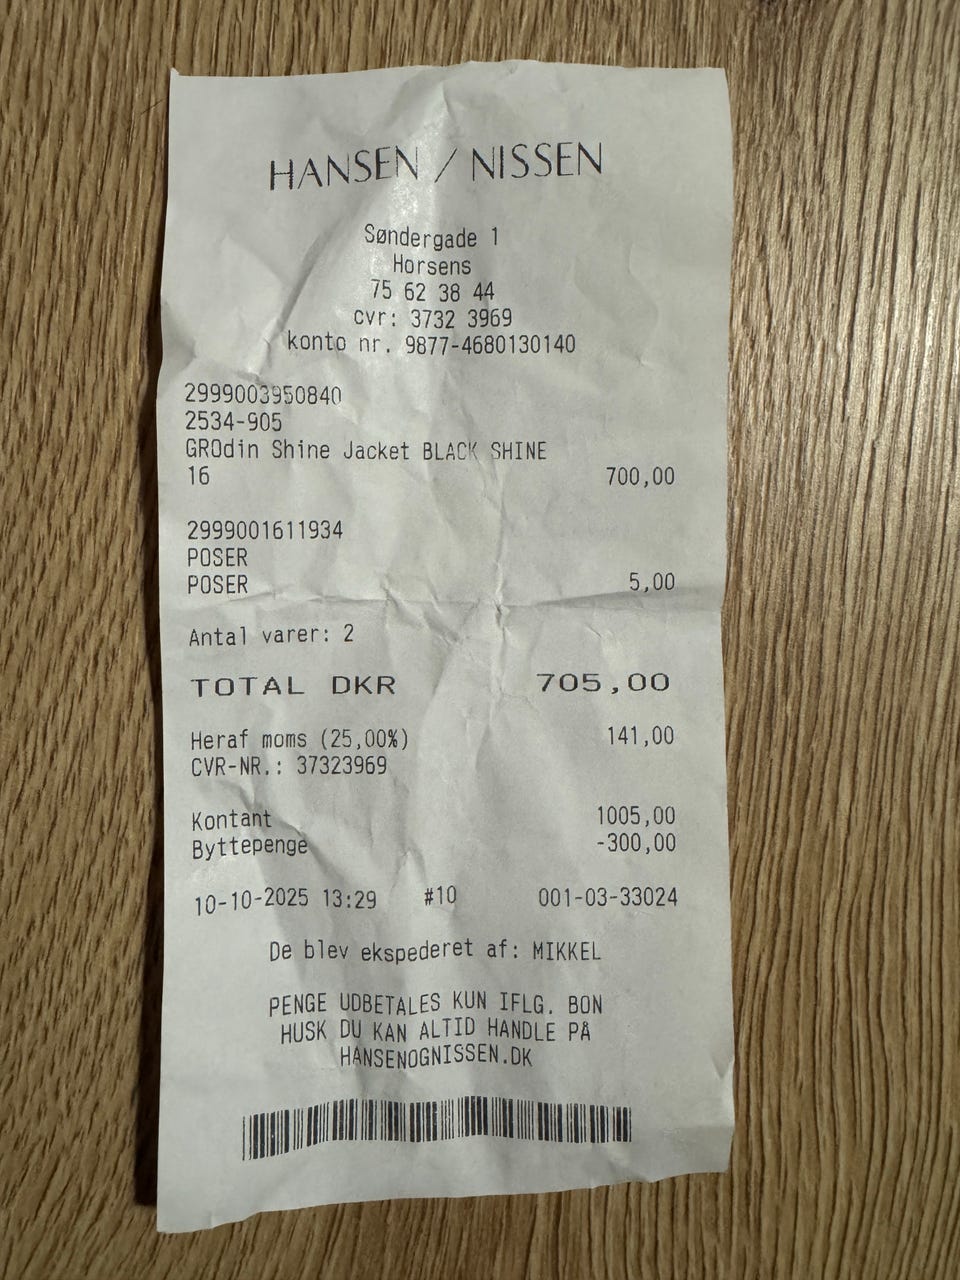 HANSEN / NISSEN
Søndergade 1
Horsens
75 62 38 44
cvr: 3732 3969
konto nr. 9877-4680130140
2999003950840
2534-905
GROdin Shine Jacket BLACK SHINE
16 700,00
2999001611934
POSER
POSER 5,00
Antal varer: 2
TOTAL DKR 705,00
Heraf moms (25,00%) 141,00
CVR-NR.: 37323969
Kontant 1005,00
Byttepenge -300,00
10-10-2025 13:29 #10 001-03-33024
De blev ekspederet af: MIKKEL
PENGE UDBETALES KUN IFLG. BON
HUSK DU KAN ALTID HANDLE PÅ
HANSENOGNISSEN.DK